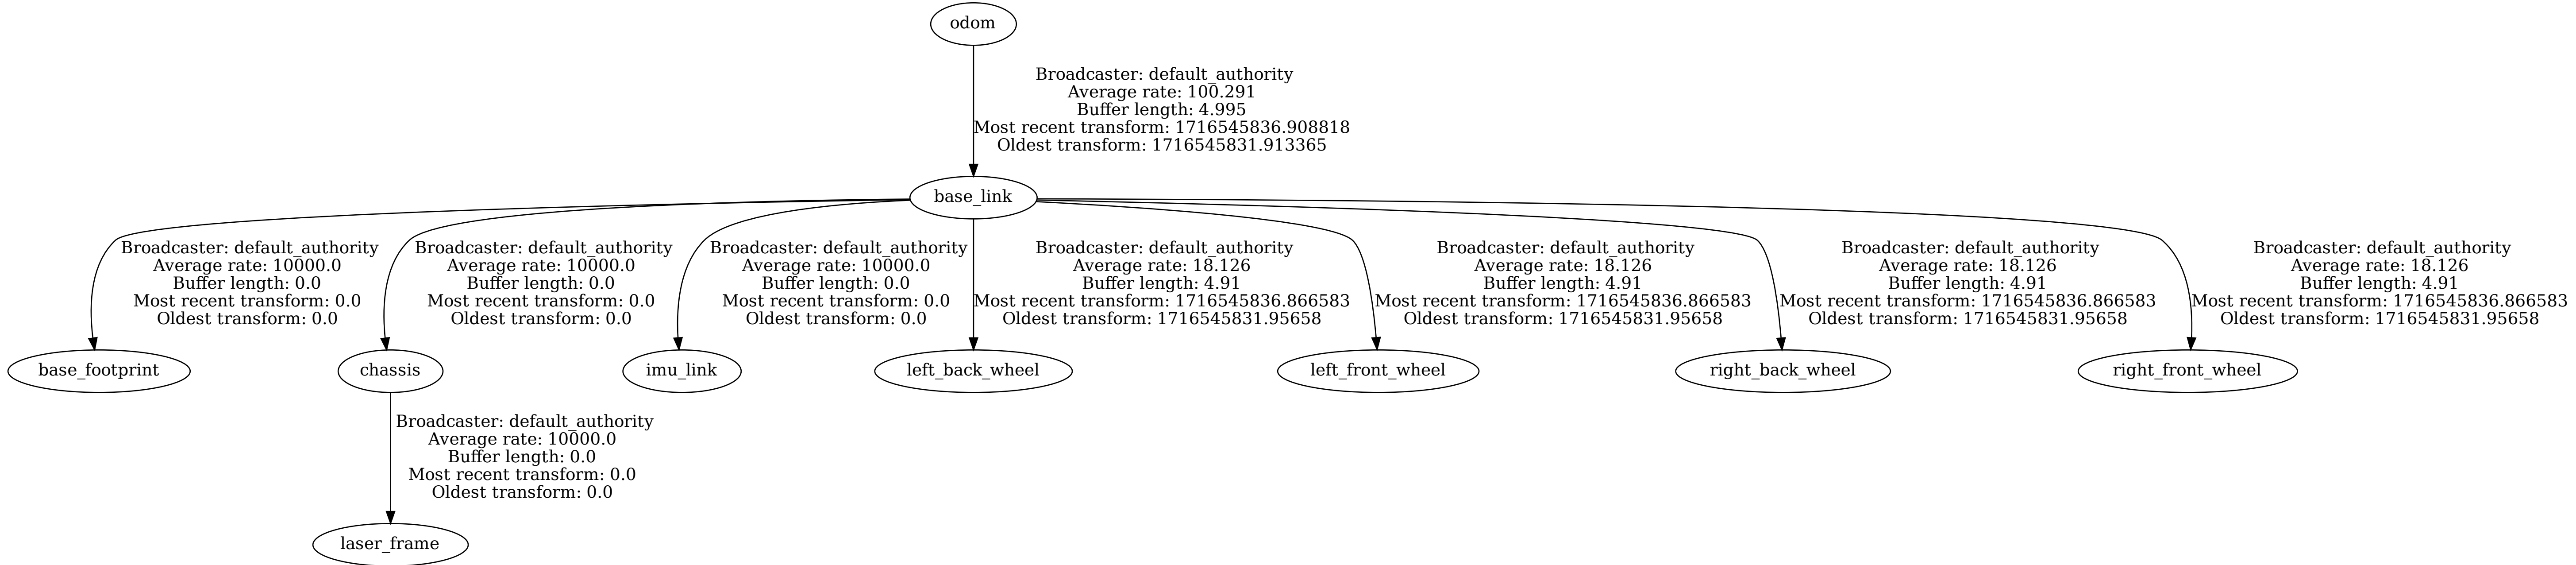 odom
Broadcaster: default_authority
Average rate: 100.291
Buffer length: 4.995
Most recent transform: 1716545836.908818
Oldest transform: 1716545831.913365
base_link
Broadcaster: default_authority
Average rate: 10000.0
Buffer length: 0.0
Most recent transform: 0.0
Oldest transform: 0.0
Broadcaster: default_authority
Average rate: 10000.0
Buffer length: 0.0
Most recent transform: 0.0
Oldest transform: 0.0
Broadcaster: default_authority
Average rate: 10000.0
Buffer length: 0.0
Most recent transform: 0.0
Oldest transform: 0.0
Broadcaster: default_authority
Average rate: 18.126
Buffer length: 4.91
Most recent transform: 1716545836.866583
Oldest transform: 1716545831.95658
Broadcaster: default_authority
Average rate: 18.126
Buffer length: 4.91
Most recent transform: 1716545836.866583
Oldest transform: 1716545831.95658
Broadcaster: default_authority
Average rate: 18.126
Buffer length: 4.91
Most recent transform: 1716545836.866583
Oldest transform: 1716545831.95658
Broadcaster: default_authority
Average rate: 18.126
Buffer length: 4.91
Most recent transform: 1716545836.866583
Oldest transform: 1716545831.95658
base_footprint
chassis
imu_link
left_back_wheel
left_front_wheel
right_back_wheel
right_front_wheel
Broadcaster: default_authority
Average rate: 10000.0
Buffer length: 0.0
Most recent transform: 0.0
Oldest transform: 0.0
laser_frame